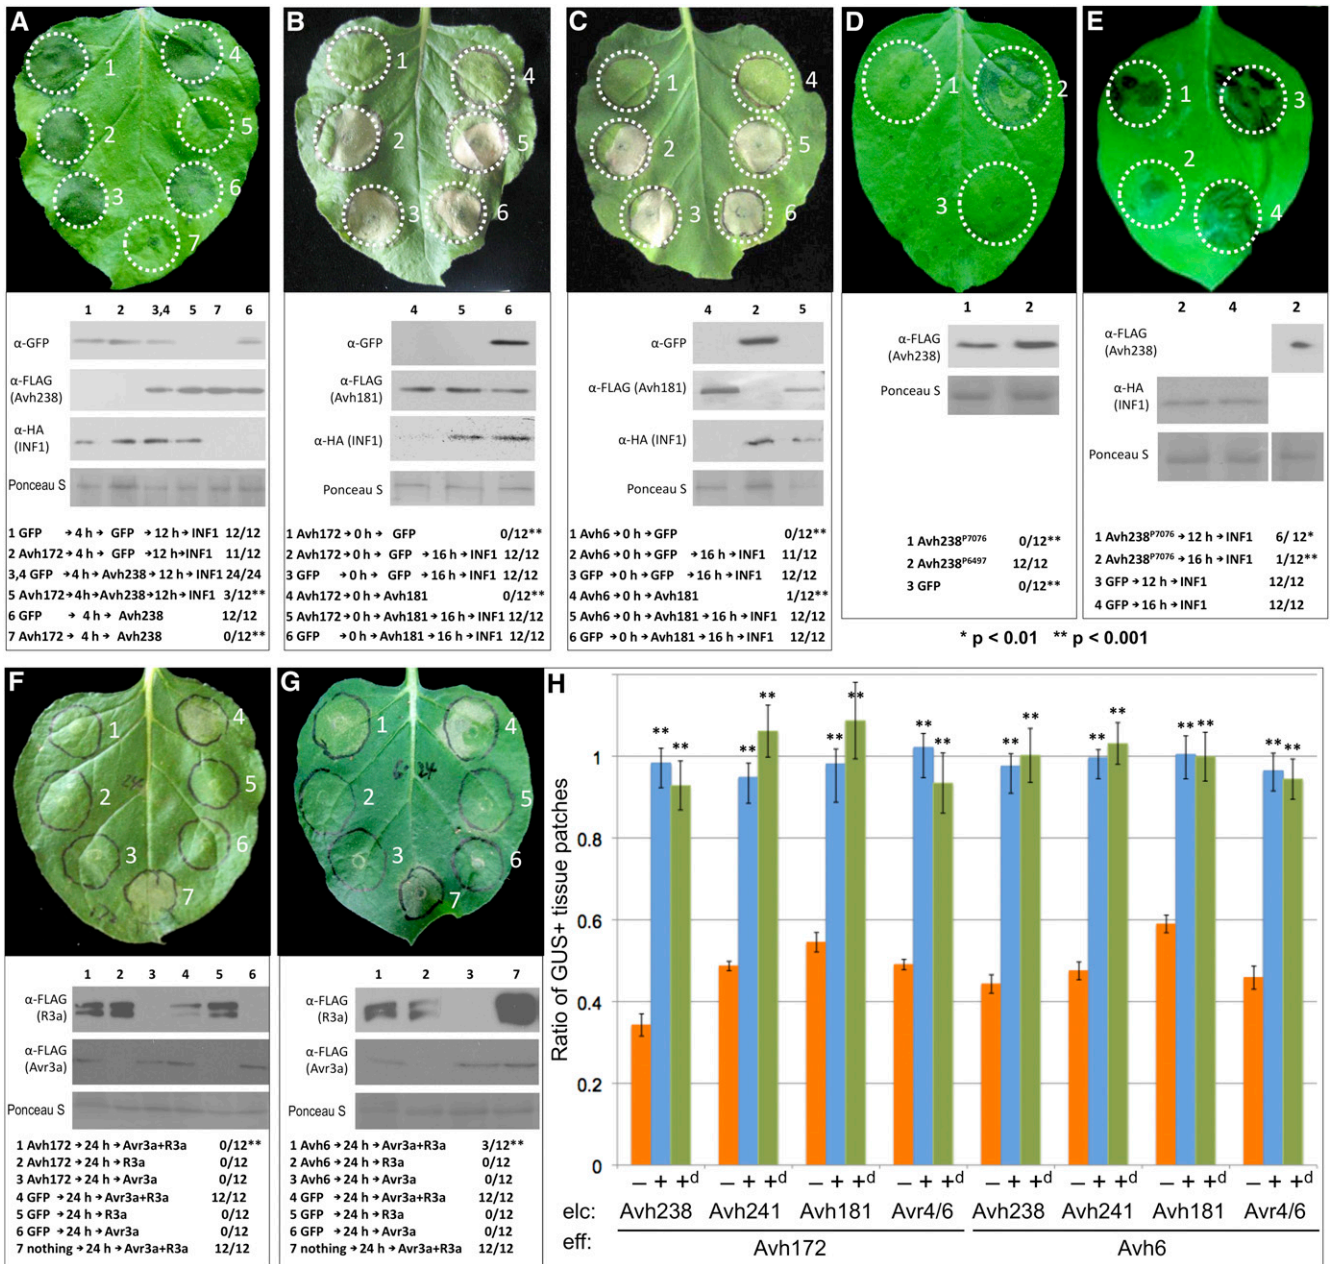 A
1
2
3
4
5
6
7
1 2 3,4 5 7 6
α-GFP
α-FLAG
(Avh238)
α-HA
(INF1)
Ponceau S
1 GFP → 4 h → GFP → 12 h → INF1 12/12
2 Avh172 → 4 h → GFP → 12 h → INF1 11/12
3,4 GFP → 4 h → Avh238 → 12 h → INF1 24/24
5 Avh172 → 4h → Avh238 → 12h → INF1 3/12**
6 GFP → 4 h → Avh238 12/12
7 Avh172 → 4 h → Avh238 0/12**
B
1
2
3
4
5
6
4 5 6
α-GFP
α-FLAG
(Avh181)
α-HA (INF1)
Ponceau S
1 Avh172 → 0 h → GFP 0/12**
2 Avh172 → 0 h → GFP → 16 h → INF1 12/12
3 GFP → 0 h → GFP → 16 h → INF1 12/12
4 Avh172 → 0 h → Avh181 0/12**
5 Avh172 → 0 h → Avh181 → 16 h → INF1 12/12
6 GFP → 0 h → Avh181 → 16 h → INF1 12/12
C
1
2
3
4
5
6
4 2 5
α-GFP
α-FLAG (Avh181)
α-HA (INF1)
Ponceau S
1 Avh6 → 0 h → GFP 0/12**
2 Avh6 → 0 h → GFP → 16 h → INF1 11/12
3 GFP → 0 h → GFP → 16 h → INF1 12/12
4 Avh6 → 0 h → Avh181 1/12**
5 Avh6 → 0 h → Avh181 → 16 h → INF1 12/12
6 GFP → 0 h → Avh181 → 16 h → INF1 12/12
D
1
2
3
1 2
α-FLAG
(Avh238)
Ponceau S
1 Avh238P7076 0/12**
2 Avh238P6497 12/12
3 GFP 0/12**
E
1
2
3
4
2 4 2
α-FLAG
(Avh238)
α-HA
(INF1)
Ponceau S
1 Avh238P7076 → 12 h → INF1 6/ 12*
2 Avh238P7076 → 16 h → INF1 1/12**
3 GFP → 12 h → INF1 12/12
4 GFP → 16 h → INF1 12/12
* p < 0.01 ** p < 0.001
F
1
2
3
4
5
6
7
1 2 3 4 5 6
α-FLAG
(R3a)
α-FLAG
(Avr3a)
Ponceau S
1 Avh172 → 24 h → Avr3a+R3a 0/12**
2 Avh172 → 24 h → R3a 0/12
3 Avh172 → 24 h → Avr3a 0/12
4 GFP → 24 h → Avr3a+R3a 12/12
5 GFP → 24 h → R3a 0/12
6 GFP → 24 h → Avr3a 0/12
7 nothing → 24 h → Avr3a+R3a 12/12
G
1
2
3
4
5
6
7
1 2 3 7
α-FLAG
(R3a)
α-FLAG
(Avr3a)
Ponceau S
1 Avh6 → 24 h → Avr3a+R3a 3/12**
2 Avh6 → 24 h → R3a 0/12
3 Avh6 → 24 h → Avr3a 0/12
4 GFP → 24 h → Avr3a+R3a 12/12
5 GFP → 24 h → R3a 0/12
6 GFP → 24 h → Avr3a 0/12
7 nothing → 24 h → Avr3a+R3a 12/12
H
Ratio of GUS+ tissue patches
1
0.8
0.6
0.4
0.2
0
** ** ** ** ** ** ** ** ** ** ** ** ** ** ** **
− + +d − + +d − + +d − + +d − + +d − + +d − + +d − + +d
elc: Avh238 Avh241 Avh181 Avr4/6 Avh238 Avh241 Avh181 Avr4/6
eff: Avh172 Avh6